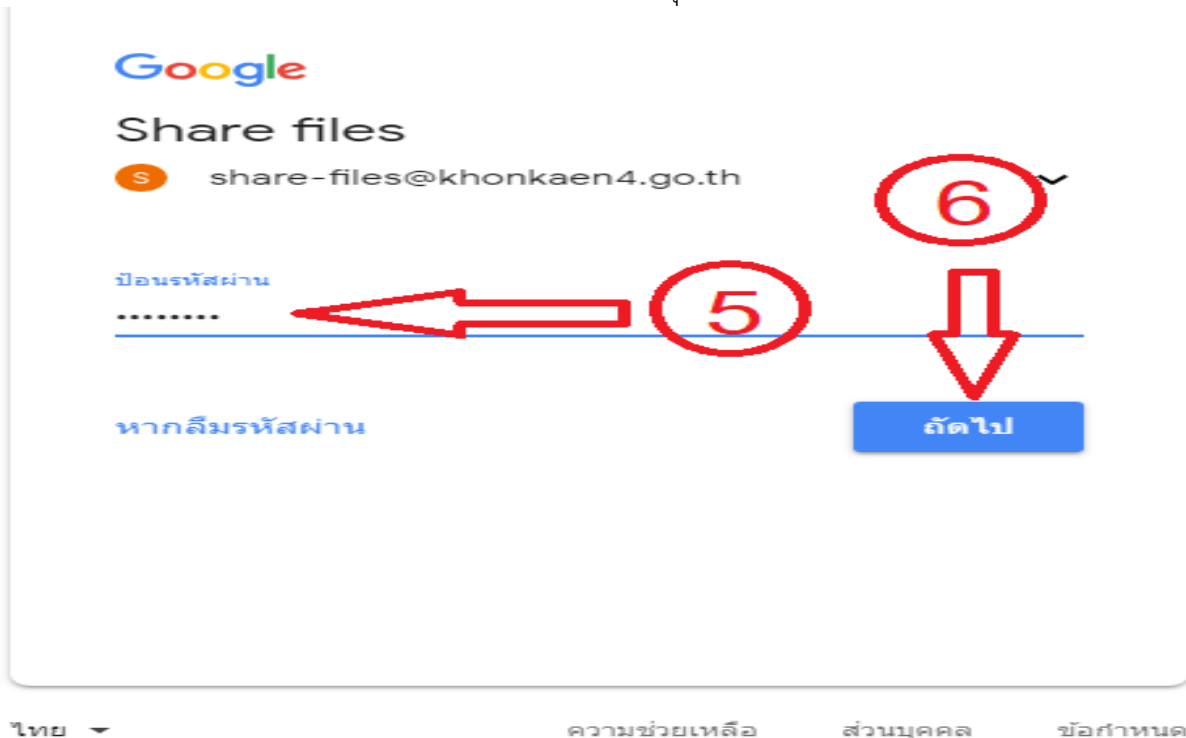 Google
Share files
S share-files@khonkaen4.go.th
6
ป้อนรหัสผ่าน
••••••••
5
หากลืมรหัสผ่าน
ถัดไป
ไทย
ความช่วยเหลือ ส่วนบุคคล ข้อกำหนด